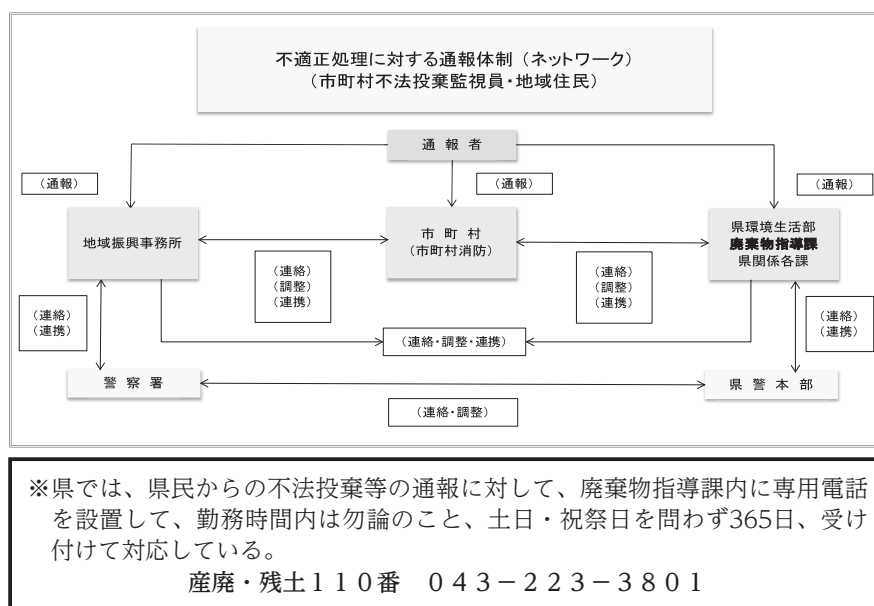 不適正処理に対する通報体制（ネットワーク）
（市町村不法投棄監視員・地域住民）
通報者
（通報）
（通報）
（通報）
地域振興事務所
市町村
（市町村消防）
県環境生活部
廃棄物指導課
県関係各課
（連絡）
（調整）
（連携）
（連絡）
（調整）
（連携）
（連絡）
（連携）
（連絡・調整・連携）
（連絡）
（連携）
警察署
県警本部
（連絡・調整）
※県では、県民からの不法投棄等の通報に対して、廃棄物指導課内に専用電話
を設置して、勤務時間内は勿論のこと、土日・祝祭日を問わず365日、受け
付けて対応している。
産廃・残土１１０番　０４３－２２３－３８０１